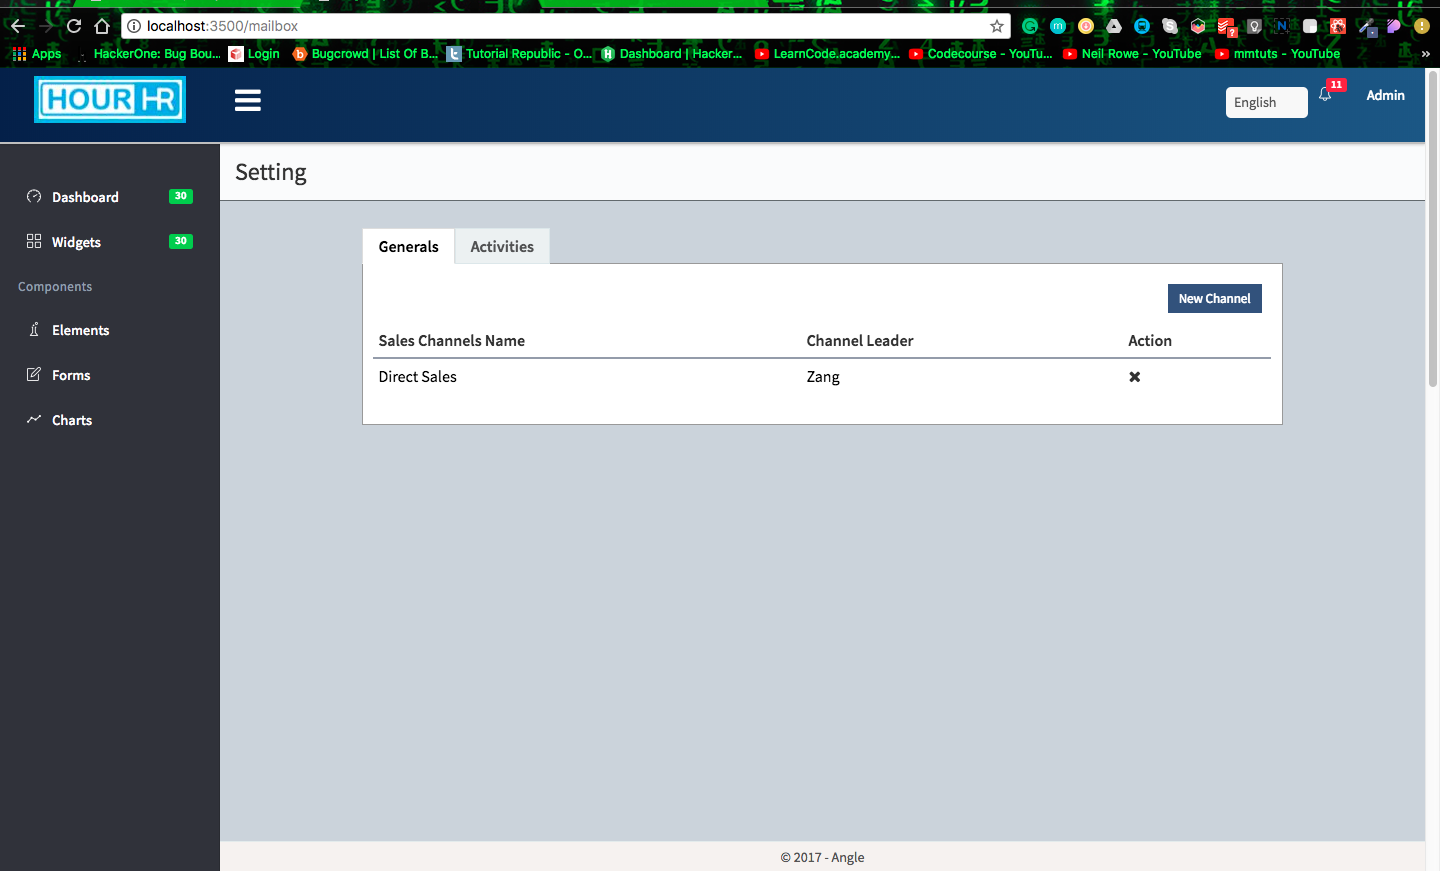 localhost:3500/mailbox
Apps
HackerOne: Bug Bou...
Login
Bugcrowd | List Of B...
Tutorial Republic - O...
Dashboard | Hacker...
LearnCode.academy...
Codecourse - YouTu...
Neil Rowe - YouTube
mmtuts - YouTube
»
HOUR HR
English
11
Admin
Setting
Dashboard 30
Widgets 30
Components
Elements
Forms
Charts
Generals Activities
New Channel
Sales Channels Name Channel Leader Action
Direct Sales Zang
© 2017 - Angle